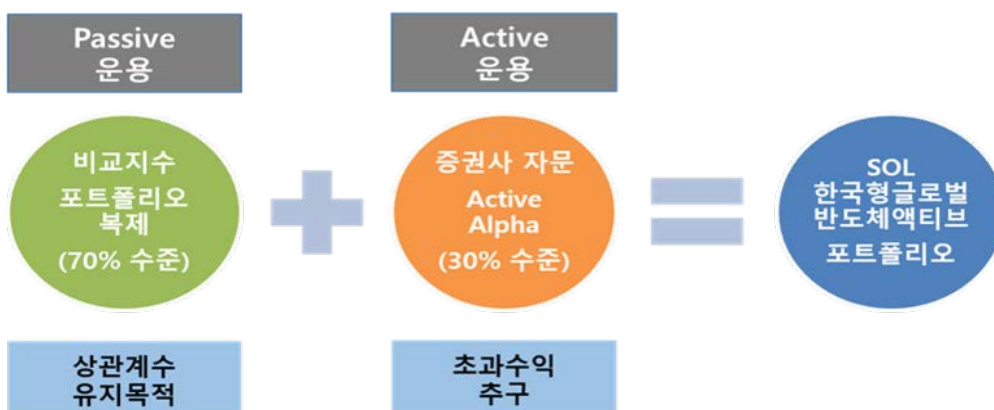 Passive
운용
Active
운용
비교지수
포트폴리오
복제
(70% 수준)
증권사 자문
Active
Alpha
(30% 수준)
SOL
한국형글로벌
반도체액티브
포트폴리오
상관계수
유지목적
초과수익
추구